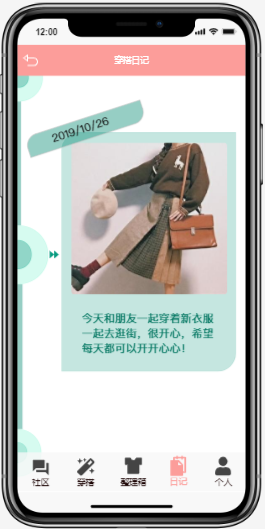 12:00
穿搭日记
2019/10/26
今天和朋友一起穿着新衣服
一起去逛街，很开心，希望
每天都可以开开心心！
社区
穿搭
整理箱
日记
个人